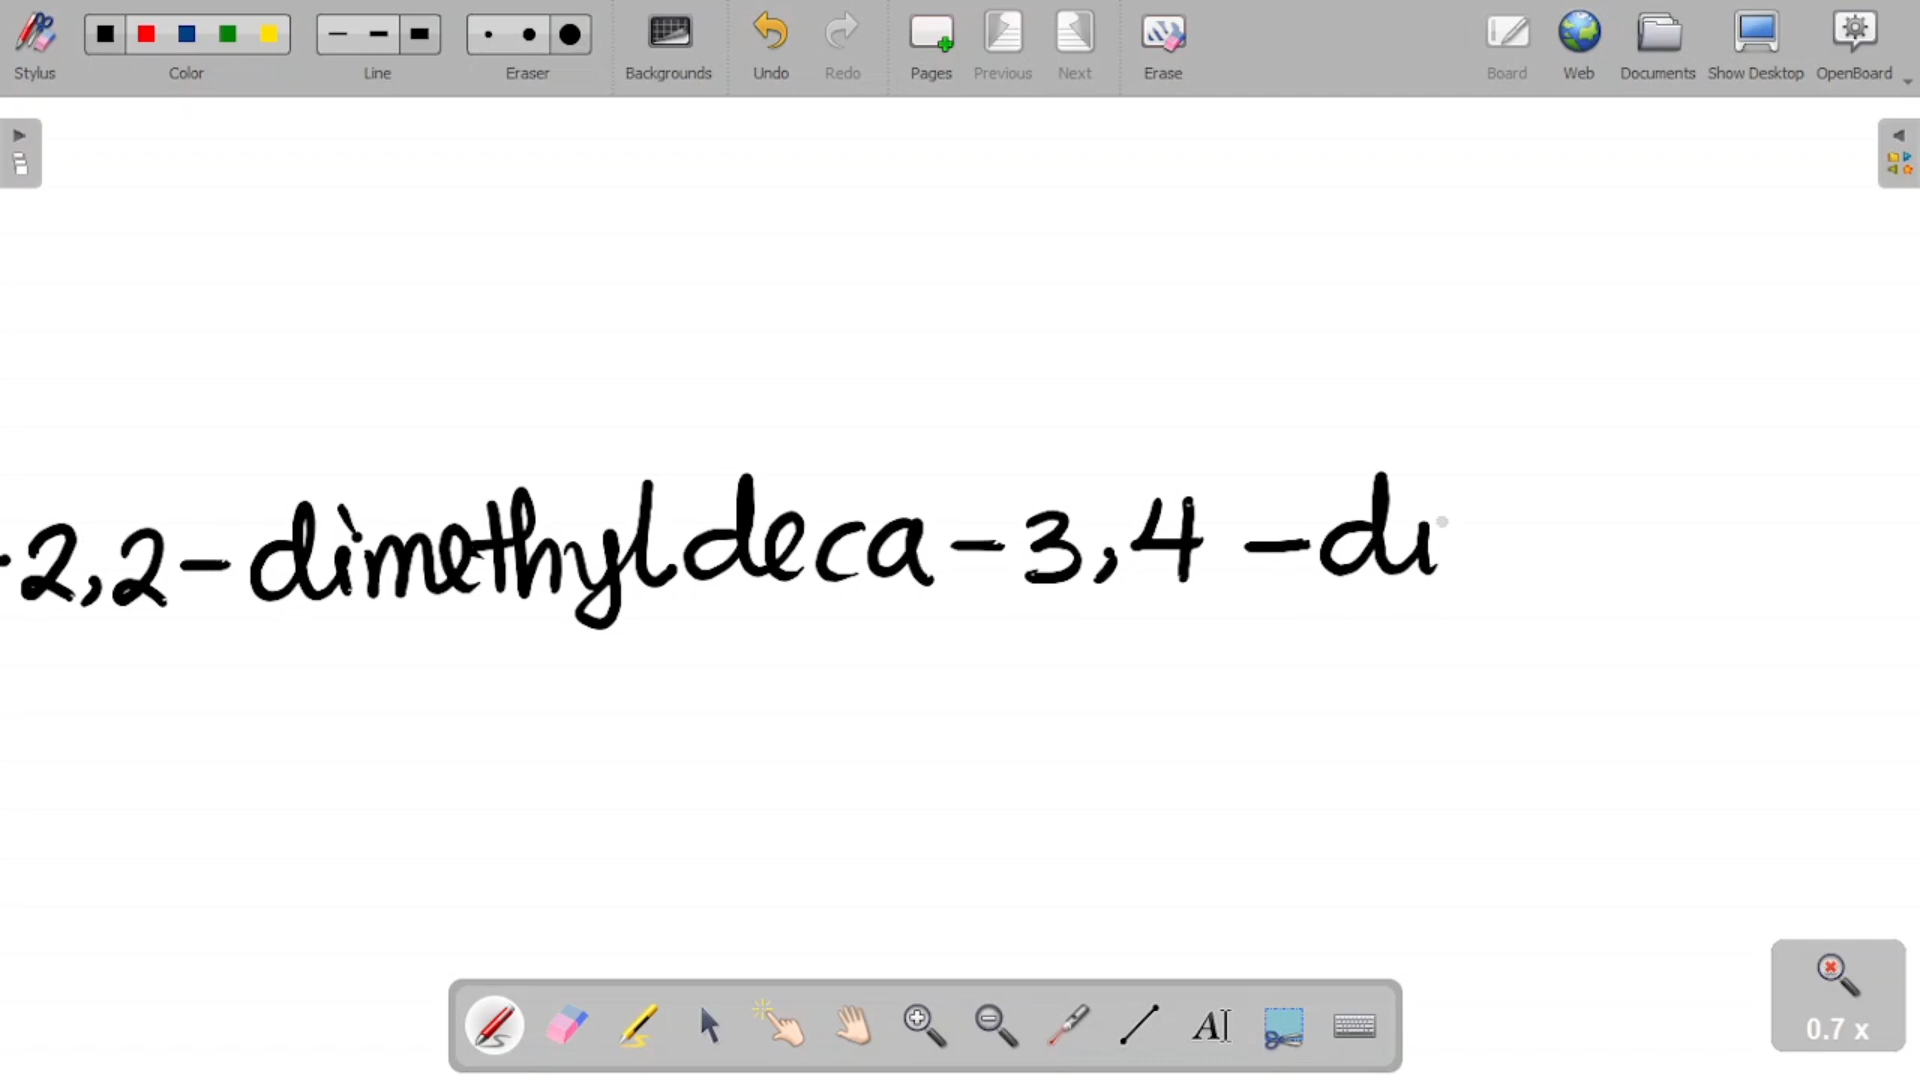 Stylus Color Line Eraser Backgrounds Undo Redo Pages Previous Next Erase Board Web Documents Show Desktop OpenBoard
-2,2-dimethyldeca-3,4-di
0.7 x